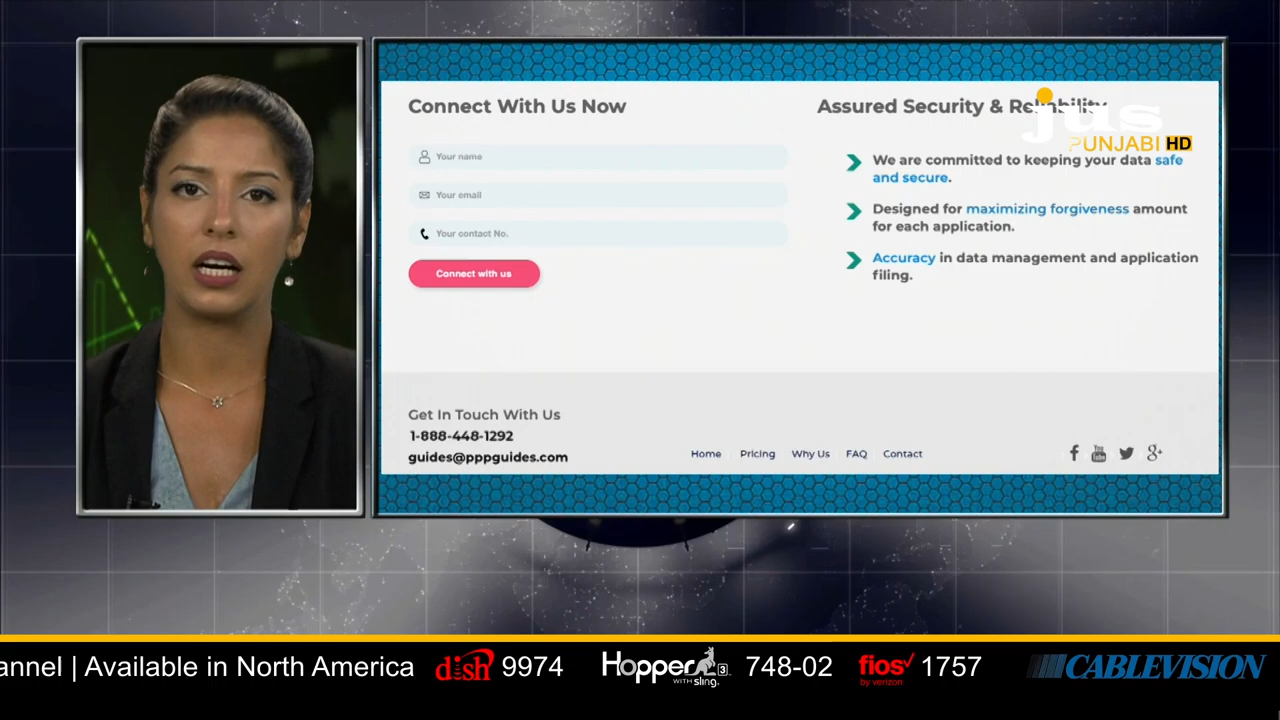 Connect With Us Now
Your name
Your email
Your contact No.
Connect with us
Assured Security & Reliability
jus
PUNJABI HD
We are committed to keeping your data safe
and secure.
Designed for maximizing forgiveness amount
for each application.
Accuracy in data management and application
filing.
Get In Touch With Us
1-888-448-1292
guides@pppguides.com
Home Pricing Why Us FAQ Contact
f You Tube g+
annel | Available in North America dish 9974 Hopper 3 WITH sling 748-02 fios by verizon 1757 CABLEVISION